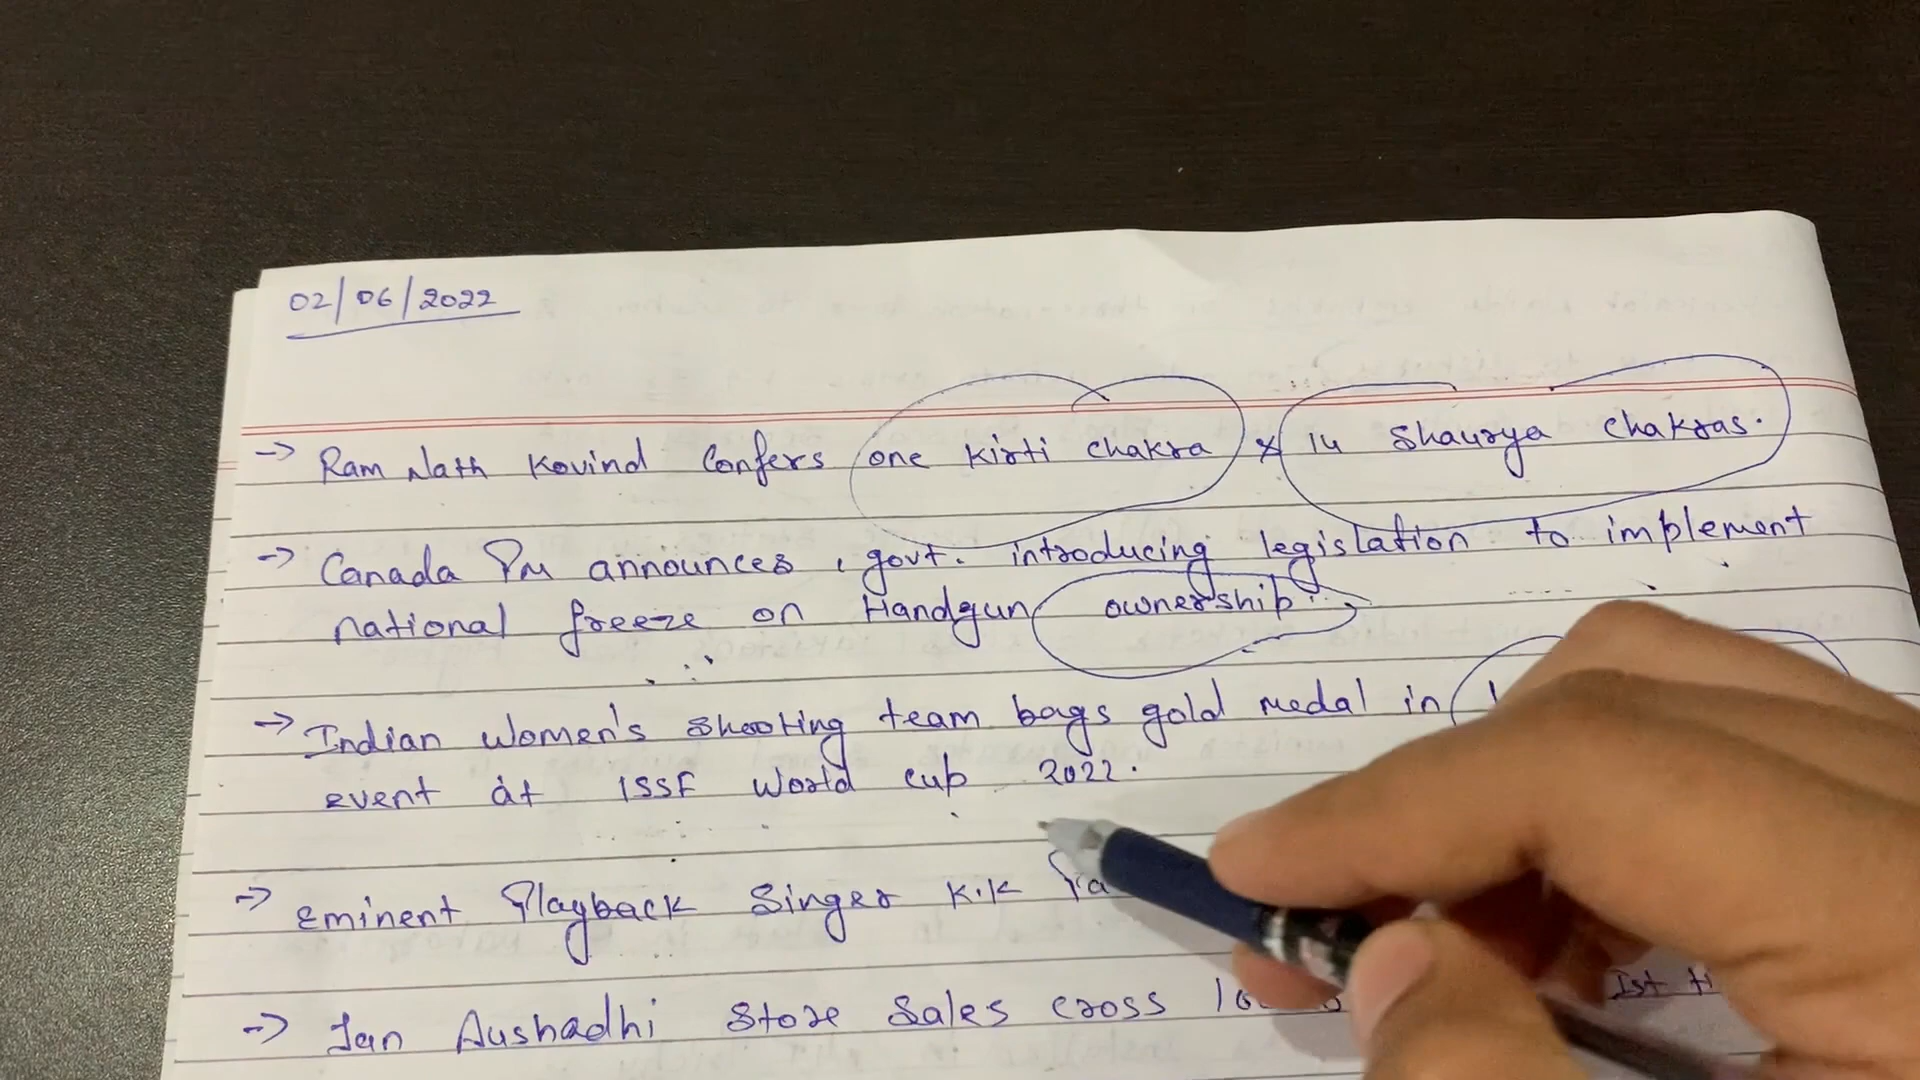 02/06/2022
→ Ram Nath Kovind Confers one Kirti Chakra & 14 Shaurya Chakras.
→ Canada PM announces, govt. introducing legislation to implement
national freeze on Handgun ownership.
→ Indian women's shooting team bags gold medal in
event at ISSF World Cup 2022.
→ Eminent Playback Singer K.K
→ Jan Aushadhi Store Sales cross